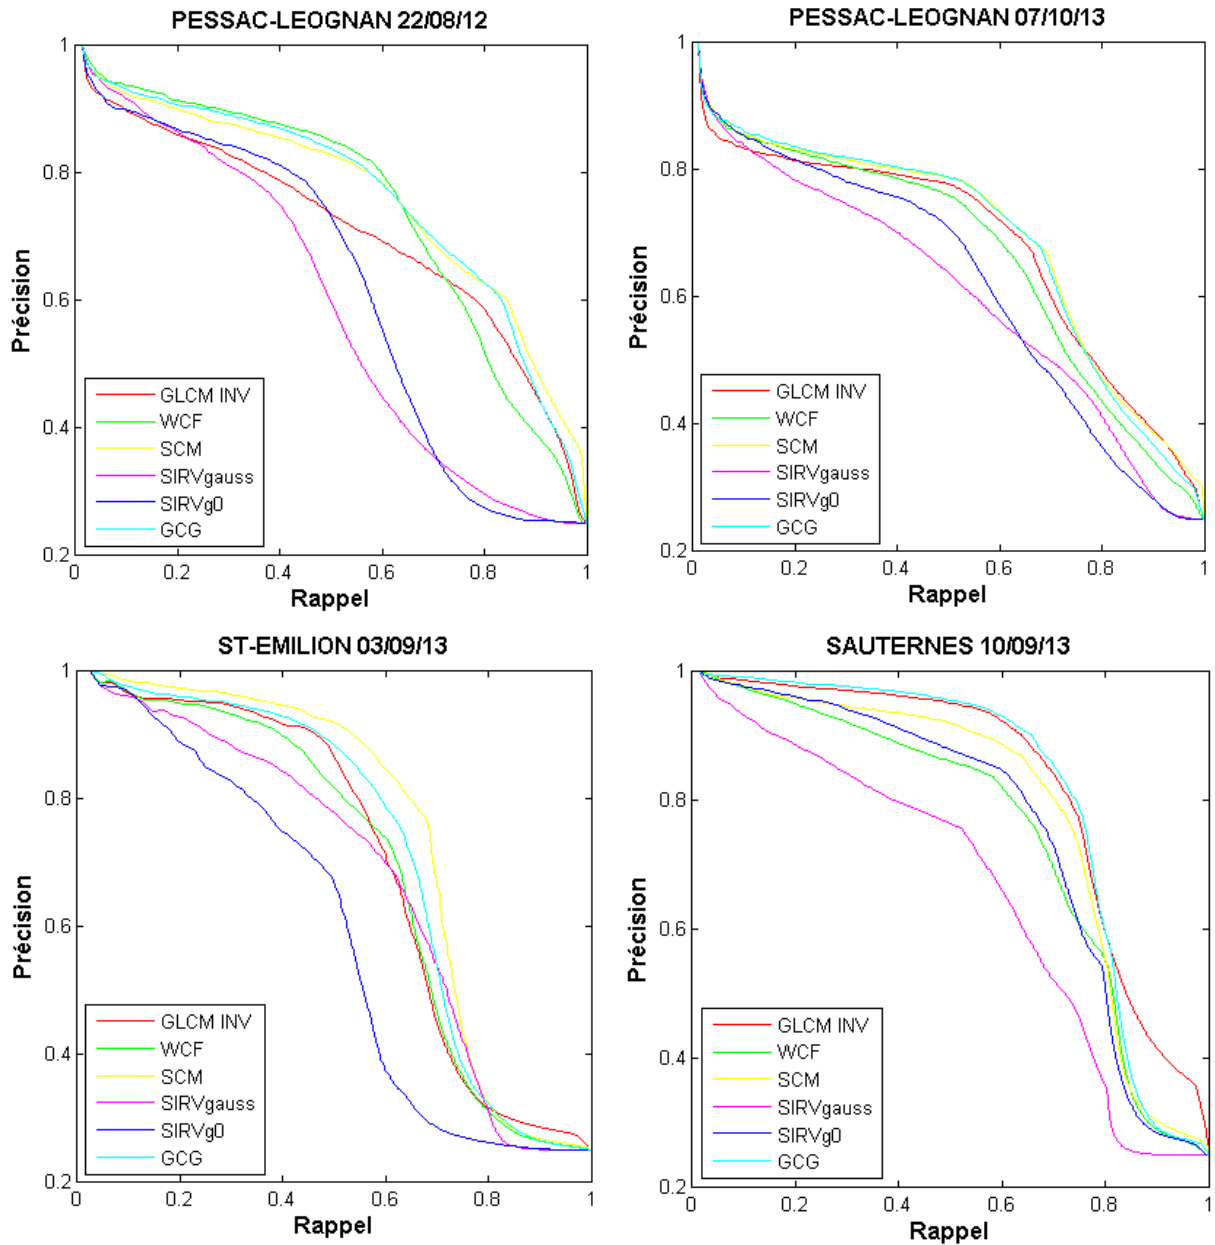 PESSAC-LEOGNAN 22/08/12
1
0.8
0.6
0.4
0.2
Précision
GLCM INV
WCF
SCM
SIRVgauss
SIRVg0
GCG
0 0.2 0.4 0.6 0.8 1
Rappel
PESSAC-LEOGNAN 07/10/13
1
0.8
0.6
0.4
0.2
Précision
GLCM INV
WCF
SCM
SIRVgauss
SIRVg0
GCG
0 0.2 0.4 0.6 0.8 1
Rappel
ST-EMILION 03/09/13
1
0.8
0.6
0.4
0.2
Précision
GLCM INV
WCF
SCM
SIRVgauss
SIRVg0
GCG
0 0.2 0.4 0.6 0.8 1
Rappel
SAUTERNES 10/09/13
1
0.8
0.6
0.4
0.2
Précision
GLCM INV
WCF
SCM
SIRVgauss
SIRVg0
GCG
0 0.2 0.4 0.6 0.8 1
Rappel